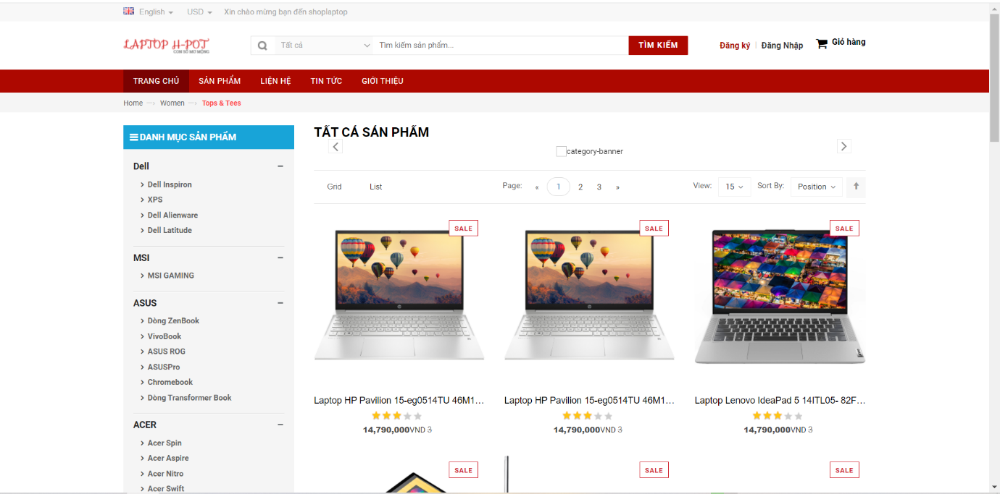 English USD Xin chào mừng bạn đến shoplaptop
LAPTOP H-POT
CON SỐ MƠ MỘNG
Tất cả Tìm kiếm sản phẩm... TÌM KIẾM
Đăng ký Đăng Nhập Giỏ hàng
TRANG CHỦ SẢN PHẨM LIÊN HỆ TIN TỨC GIỚI THIỆU
Home Women Tops & Tees
DANH MỤC SẢN PHẨM
Dell
Dell Inspiron
XPS
Dell Alienware
Dell Latitude
MSI
MSI GAMING
ASUS
Dòng ZenBook
VivoBook
ASUS ROG
ASUSPro
Chromebook
Dòng Transformer Book
ACER
Acer Spin
Acer Aspire
Acer Nitro
Acer Swift
TẤT CẢ SẢN PHẨM
category-banner
Grid List Page: « 1 2 3 » View: 15 Sort By: Position
SALE SALE SALE
Laptop HP Pavilion 15-eg0514TU 46M1... Laptop HP Pavilion 15-eg0514TU 46M1... Laptop Lenovo IdeaPad 5 14ITL05- 82F...
14,790,000VND 3 14,790,000VND 3 14,790,000VND 3
SALE SALE SALE